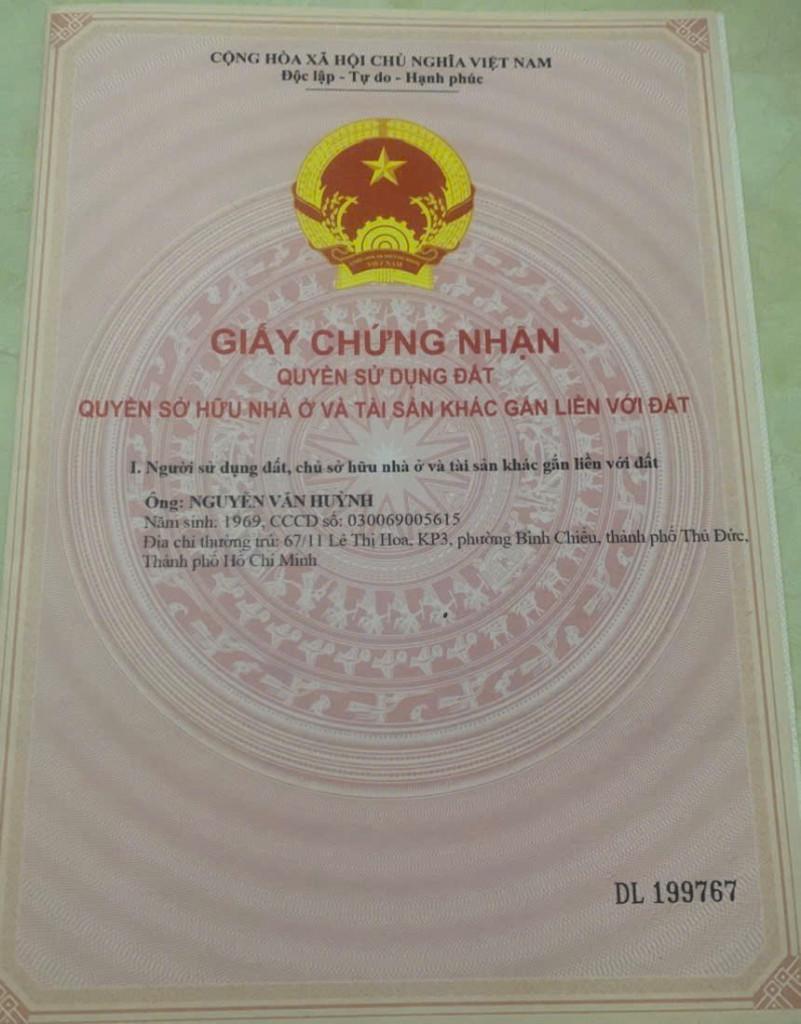 CỘNG HÒA XÃ HỘI CHỦ NGHĨA VIỆT NAM
Độc lập - Tự do - Hạnh phúc
VIỆT NAM
GIẤY CHỨNG NHẬN
QUYỀN SỬ DỤNG ĐẤT
QUYỀN SỞ HỮU NHÀ Ở VÀ TÀI SẢN KHÁC GẮN LIỀN VỚI ĐẤT
I. Người sử dụng đất, chủ sở hữu nhà ở và tài sản khác gắn liền với đất
Ông: NGUYỄN VĂN HUỲNH
Năm sinh: 1969, CCCD số: 030069005615
Địa chỉ thường trú: 67/11 Lê Thị Hoa, KP3, phường Bình Chiểu, thành phố Thủ Đức,
Thành phố Hồ Chí Minh
DL 199767